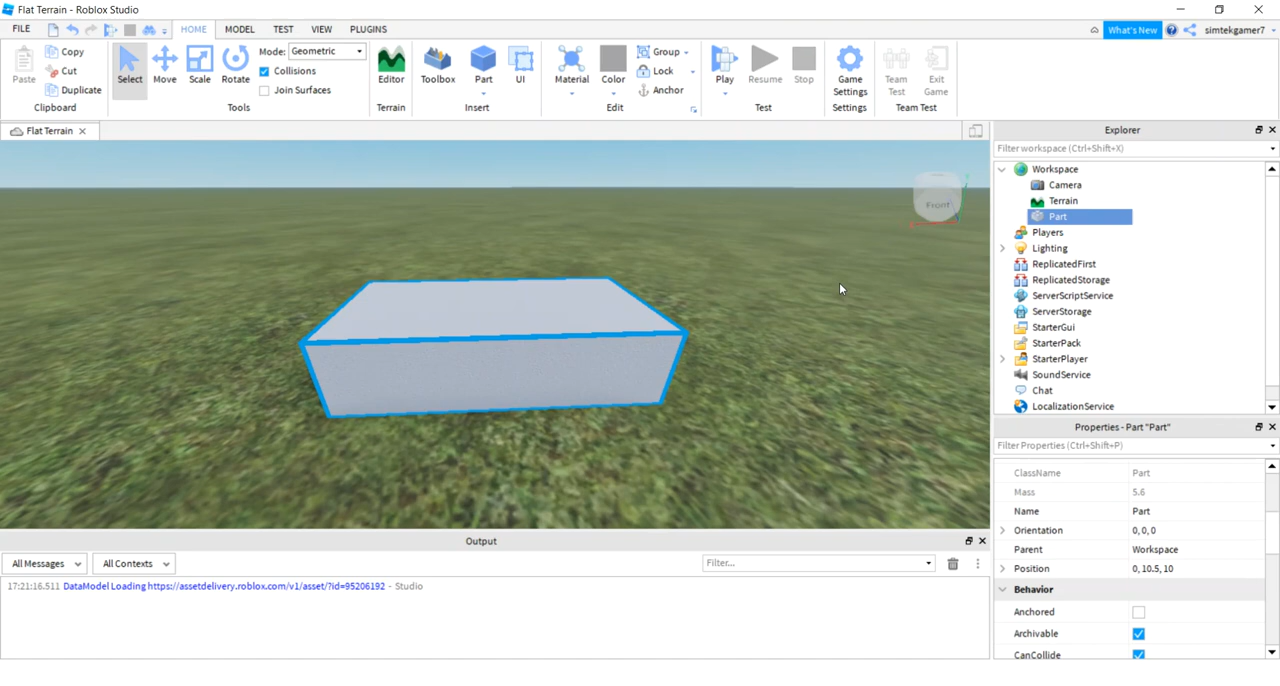 Flat Terrain - Roblox Studio
FILE HOME MODEL TEST VIEW PLUGINS What's New simtekgamer7
Paste Copy Cut Duplicate Clipboard
Select Move Scale Rotate Mode: Geometric Collisions Join Surfaces Tools
Editor Terrain
Toolbox Part UI Insert
Material Color Group Lock Anchor Edit
Play Resume Stop Test
Game Settings Settings
Team Test Exit Game Team Test
Flat Terrain
Front
Explorer
Filter workspace (Ctrl+Shift+X)
Workspace
Camera
Terrain
Part
Players
Lighting
ReplicatedFirst
ReplicatedStorage
ServerScriptService
ServerStorage
StarterGui
StarterPack
StarterPlayer
SoundService
Chat
LocalizationService
Properties - Part "Part"
Filter Properties (Ctrl+Shift+P)
ClassName Part
Mass 5.6
Name Part
Orientation 0, 0, 0
Parent Workspace
Position 0, 10.5, 10
Behavior
Anchored
Archivable
CanCollide
Output
All Messages All Contexts Filter...
17:21:16.511 DataModel Loading https://assetdelivery.roblox.com/v1/asset/?id=95206192 - Studio